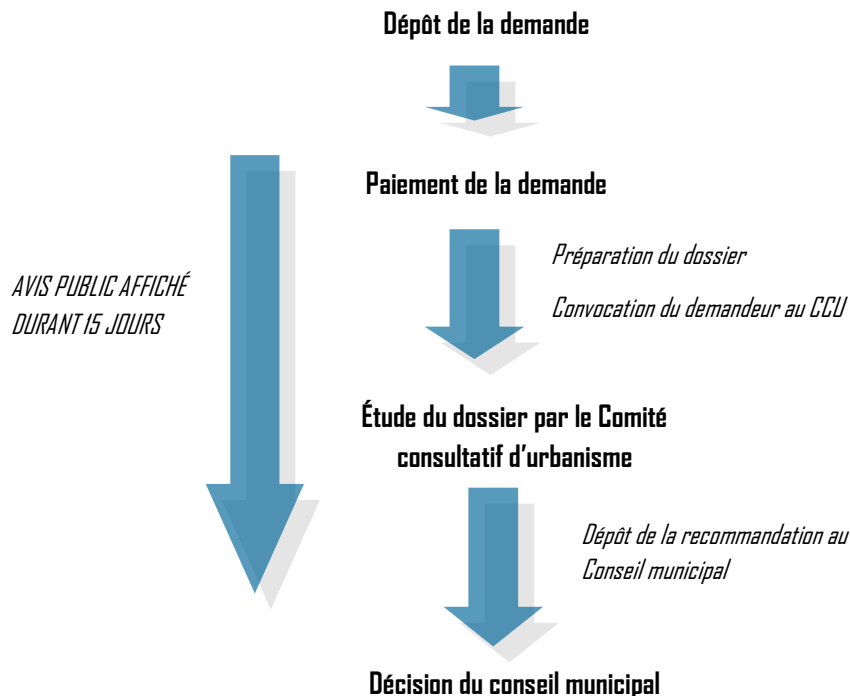 Dépôt de la demande
Paiement de la demande
AVIS PUBLIC AFFICHÉ
DURANT 15 JOURS
Préparation du dossier
Convocation du demandeur au CCU
Étude du dossier par le Comité
consultatif d'urbanisme
Dépôt de la recommandation au
Conseil municipal
Décision du conseil municipal